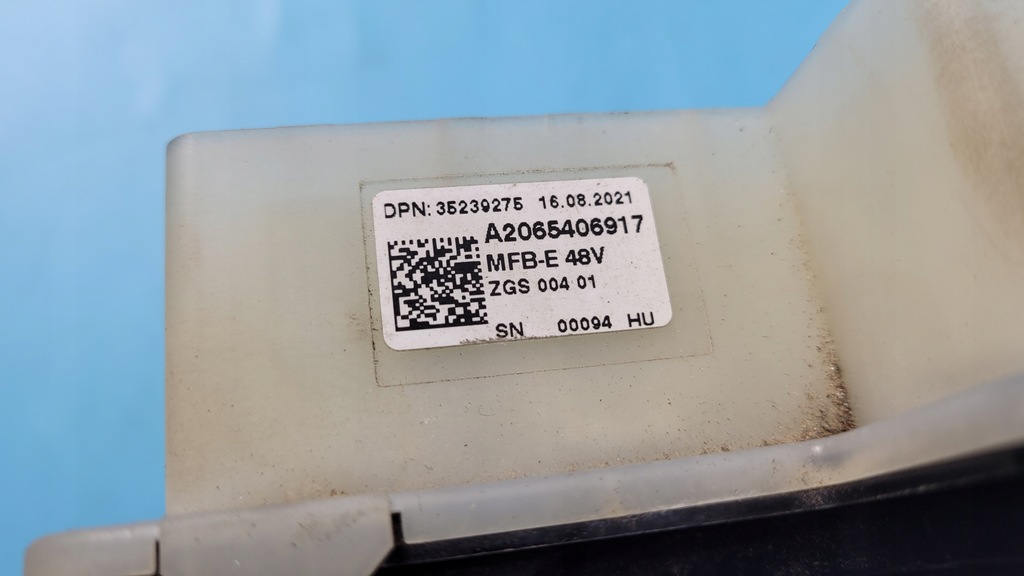 DPN: 35239275 16.08.2021
A2065406917
MFB-E 48V
ZGS 004 01
SN 00094 HU